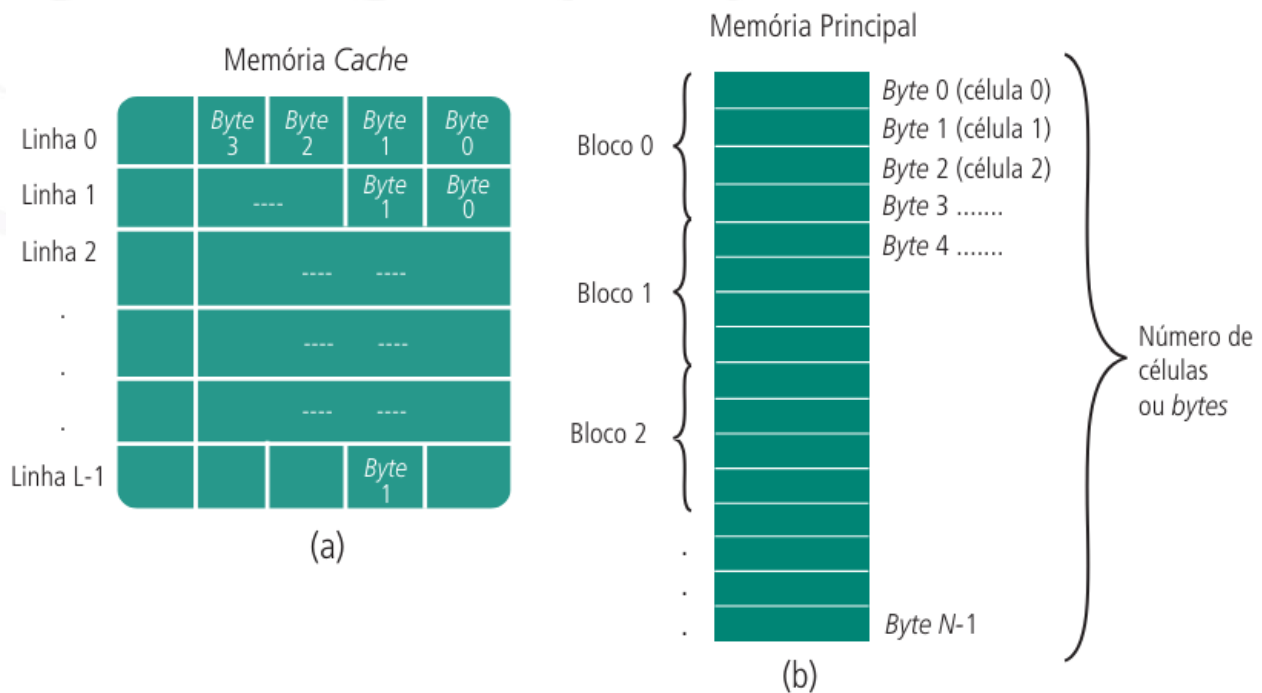 Memória Cache
Linha 0
Byte 3
Byte 2
Byte 1
Byte 0
Linha 1
----
Byte 1
Byte 0
Linha 2
---- ----
.
---- ----
.
---- ----
.
Linha L-1
Byte 1
(a)
Memória Principal
Bloco 0
Byte 0 (célula 0)
Byte 1 (célula 1)
Byte 2 (célula 2)
Byte 3 .......
Byte 4 .......
Bloco 1
Bloco 2
.
.
.
Byte N-1
Número de
células
ou bytes
(b)